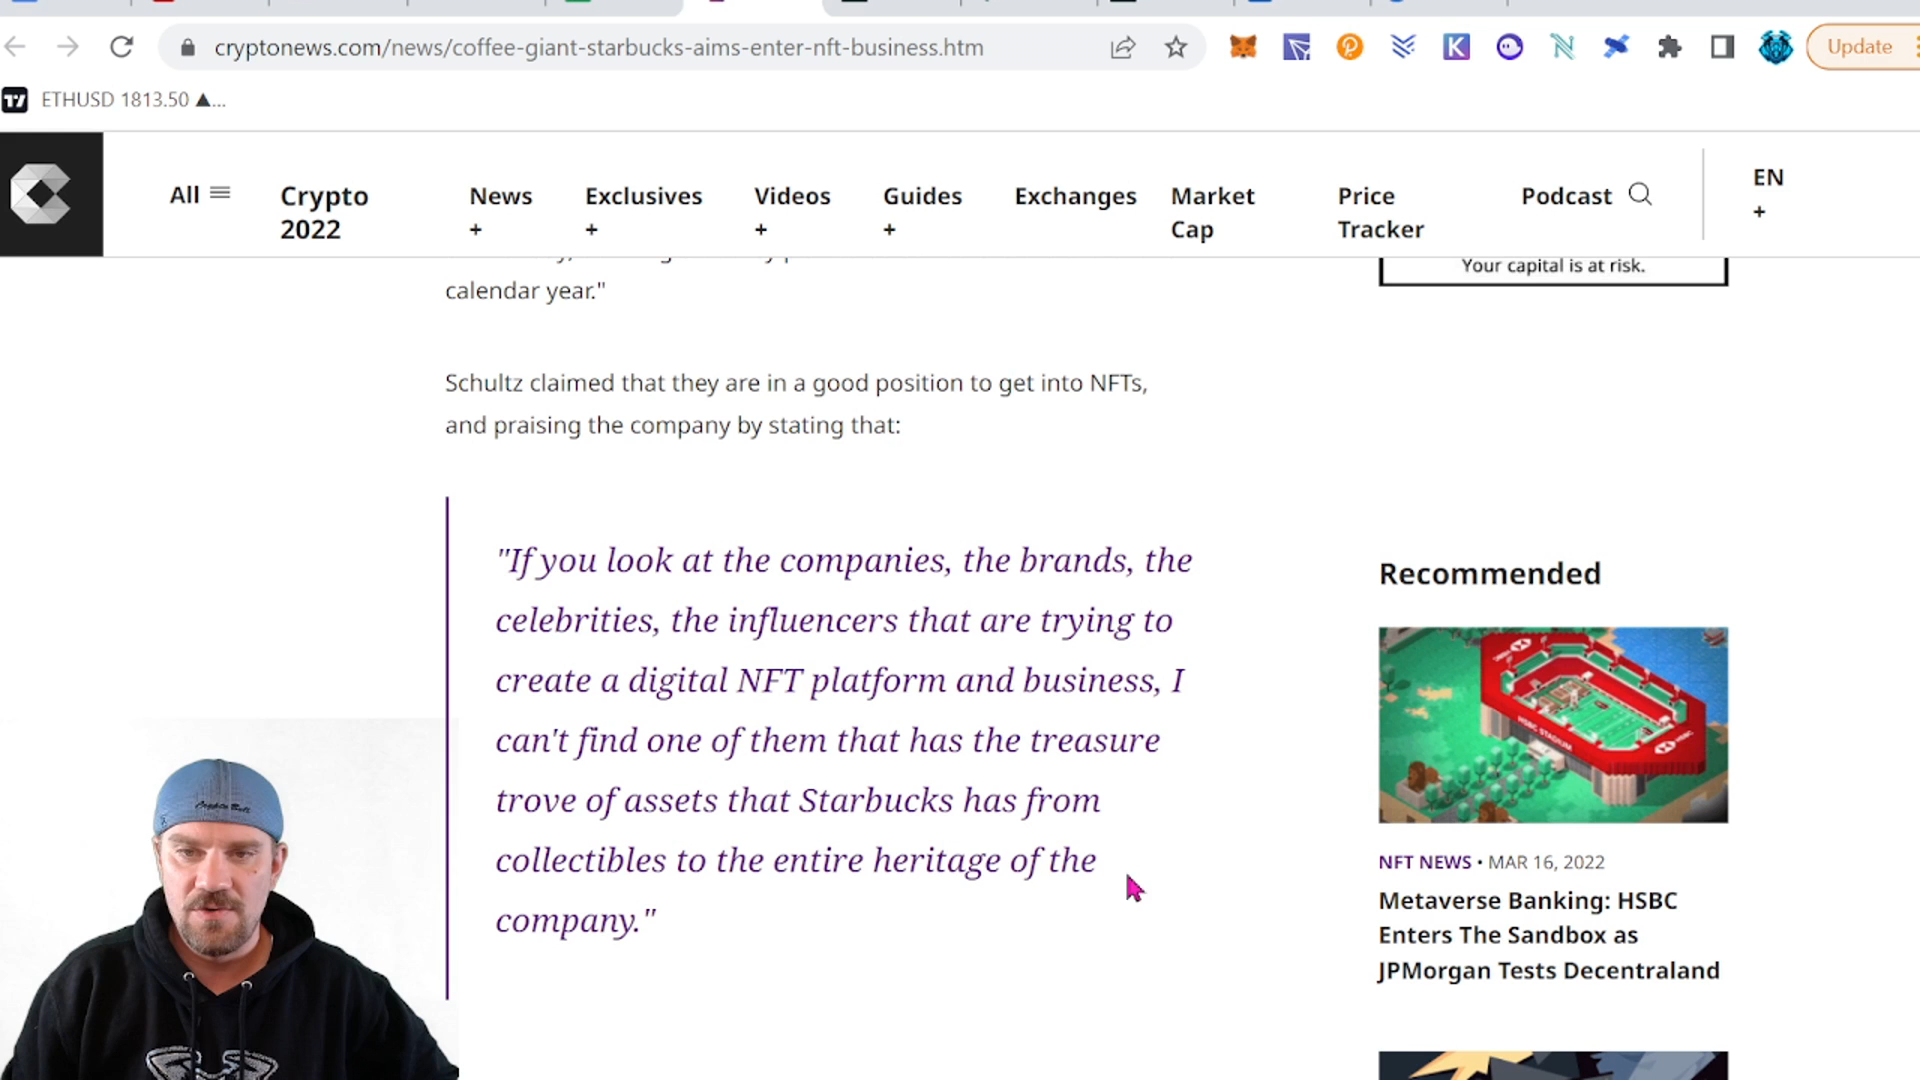 cryptonews.com/news/coffee-giant-starbucks-aims-enter-nft-business.htm
Update
ETHUSD 1813.50 ▲...
All
Crypto 2022
News +
Exclusives +
Videos +
Guides +
Exchanges
Market Cap
Price Tracker
Podcast
EN +
calendar year."
Your capital is at risk.
Schultz claimed that they are in a good position to get into NFTs,
and praising the company by stating that:
"If you look at the companies, the brands, the
celebrities, the influencers that are trying to
create a digital NFT platform and business, I
can't find one of them that has the treasure
trove of assets that Starbucks has from
collectibles to the entire heritage of the
company."
Recommended
HSBC STADIUM
NFT NEWS • MAR 16, 2022
Metaverse Banking: HSBC
Enters The Sandbox as
JPMorgan Tests Decentraland